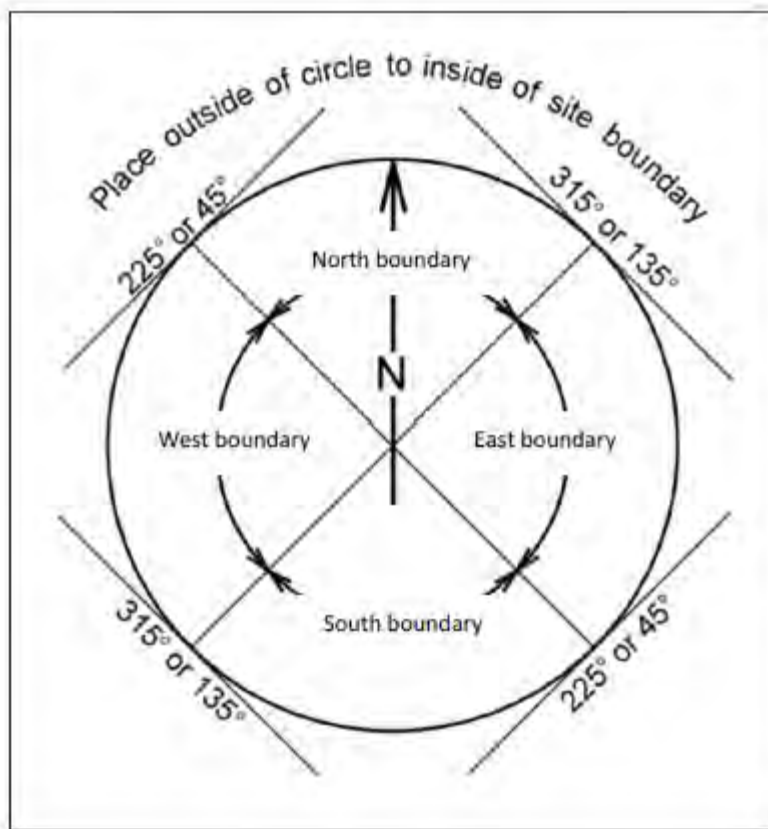 Place outside of circle to inside of site boundary
225° or 45°
315° or 135°
North boundary
N
West boundary
East boundary
South boundary
315° or 135°
225° or 45°